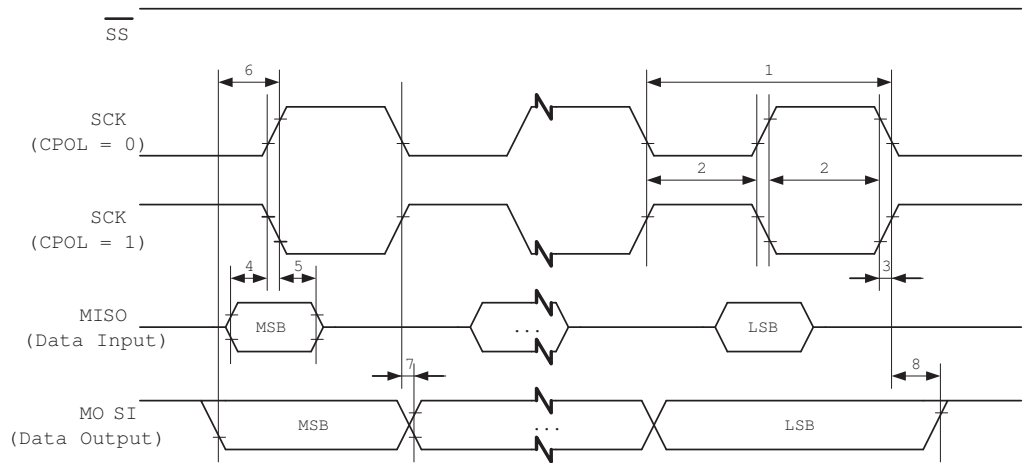 SS
6
1
SCK
(CPOL = 0)
2
2
SCK
(CPOL = 1)
4
5
3
MISO
(Data Input)
MSB
...
LSB
7
8
MO SI
(Data Output)
MSB
...
LSB